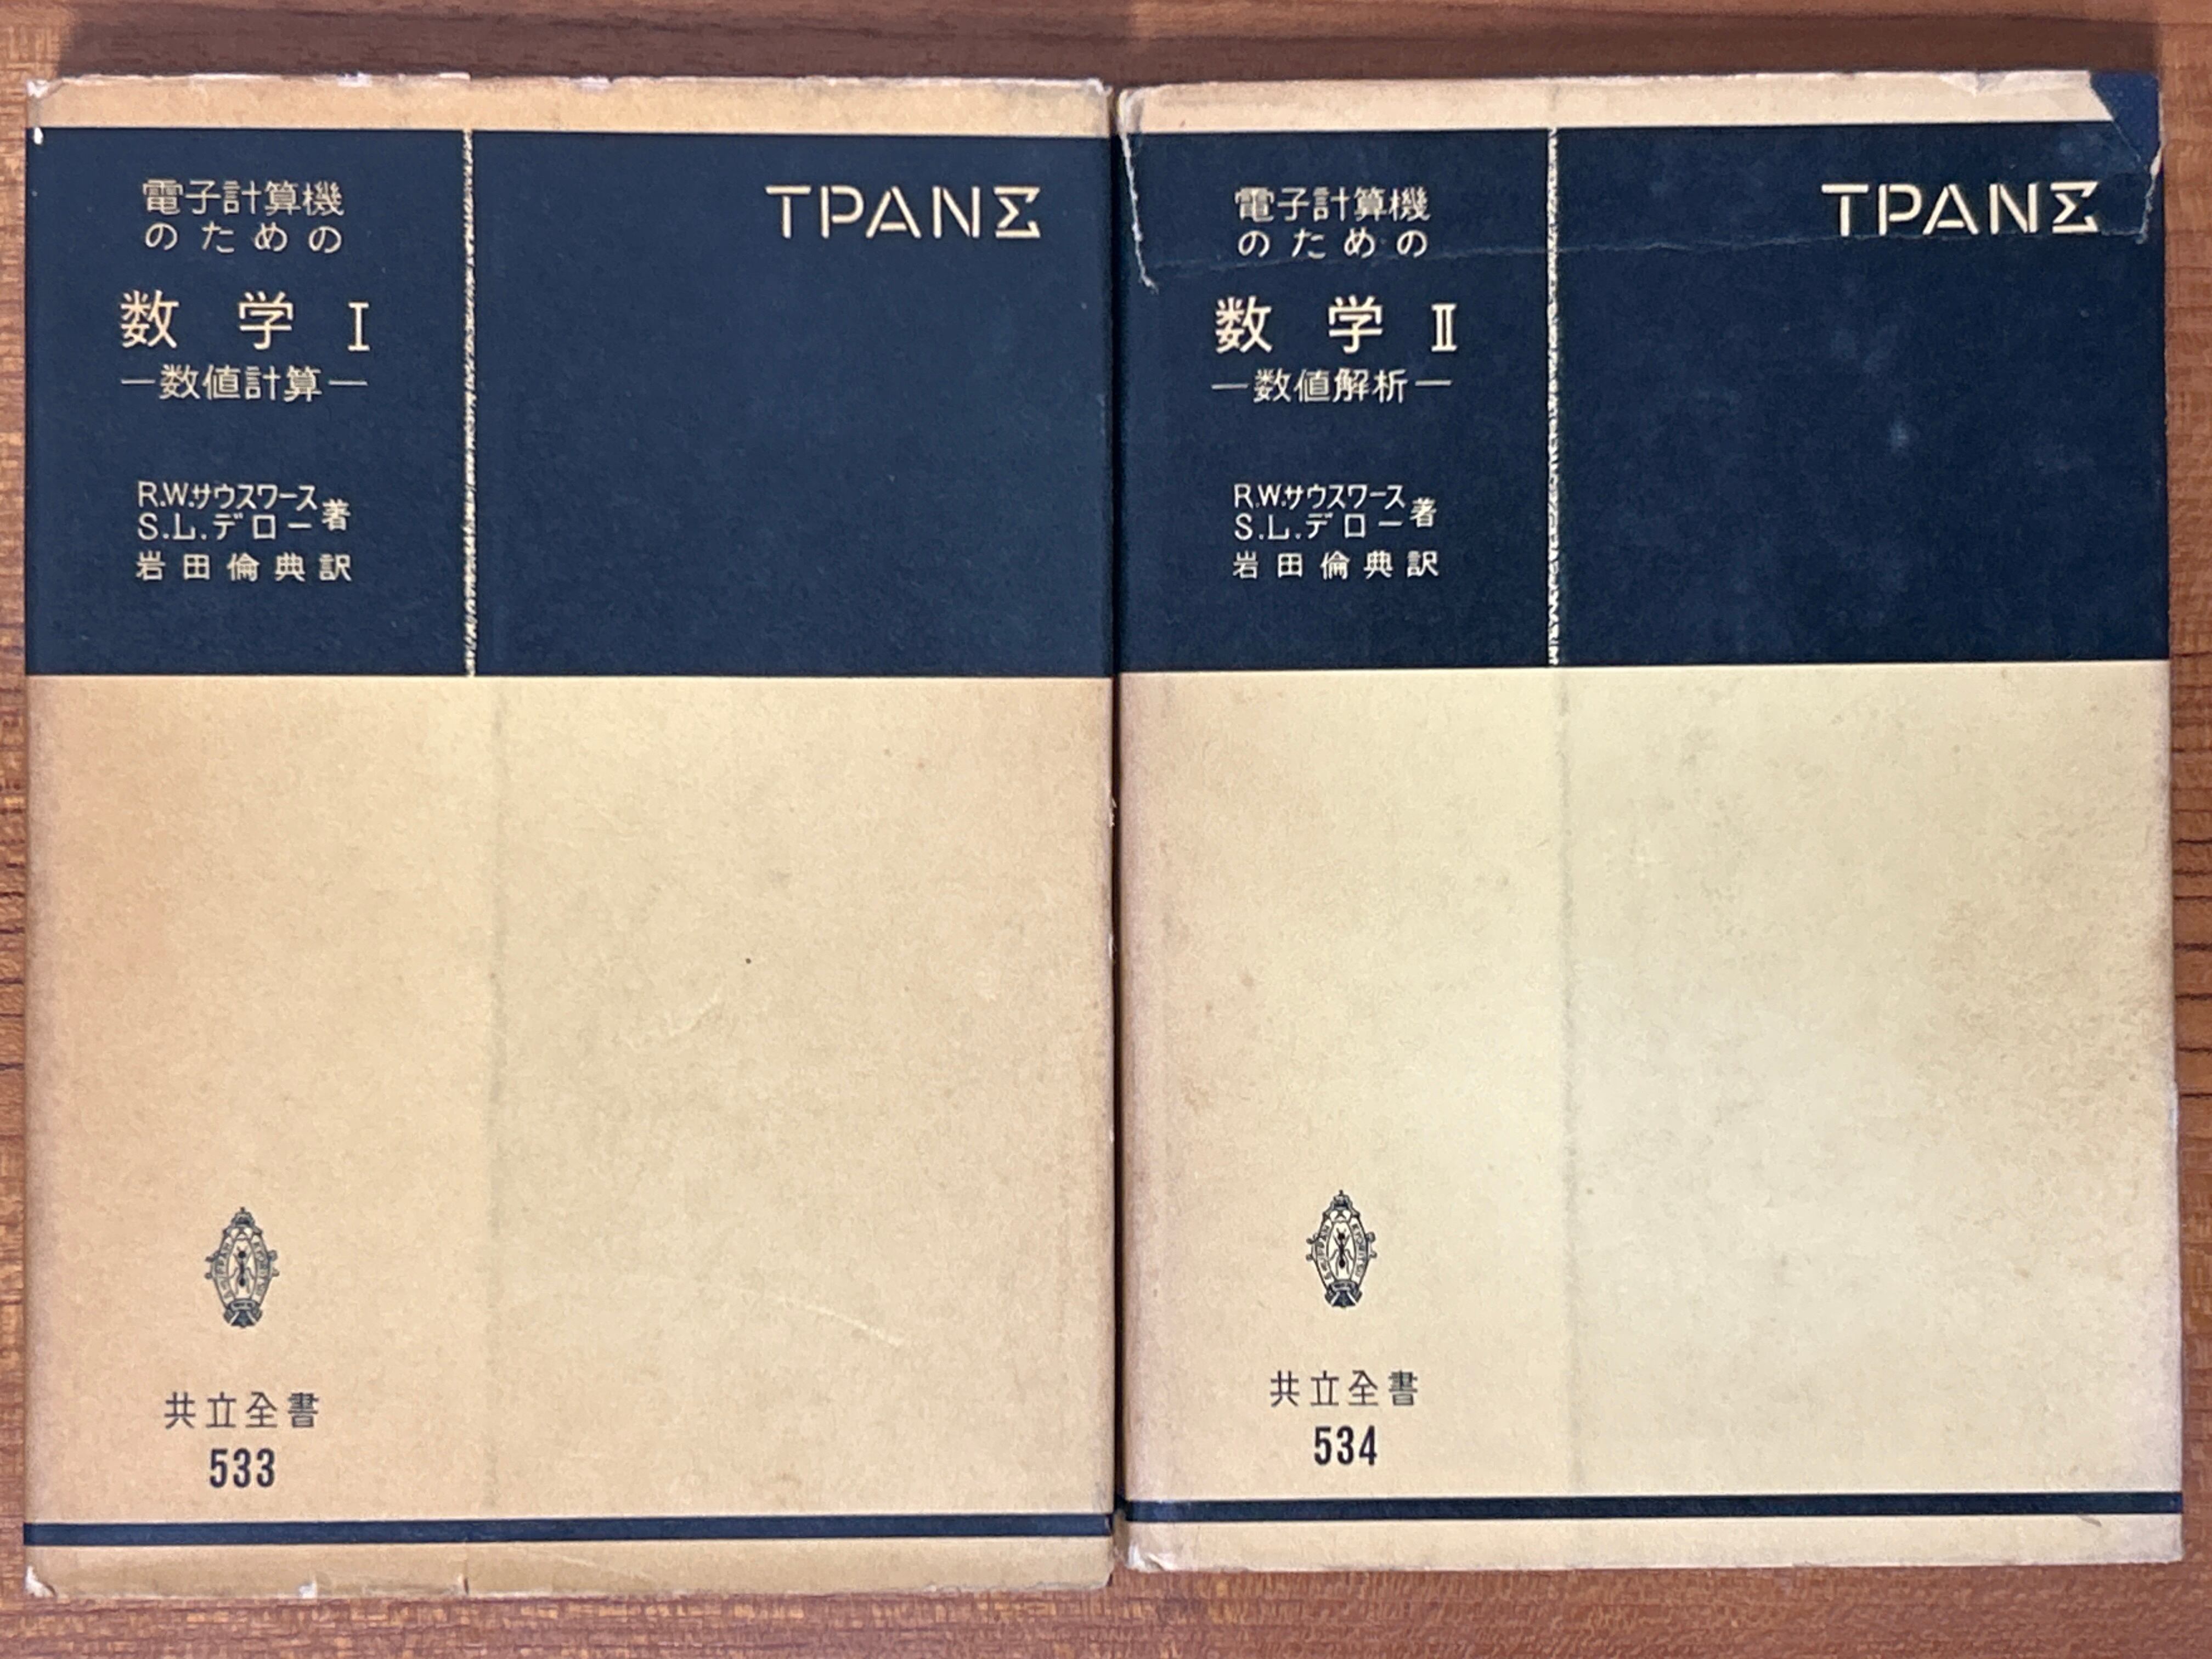 電子計算機
のための
数学 I
―数値計算―
R.W.サウスワース
S.L.デロー 著
岩田倫典訳
TPANΣ
共立全書
533
電子計算機
のための
数学 II
―数値解析―
R.W.サウスワース
S.L.デロー 著
岩田倫典訳
TPANΣ
共立全書
534